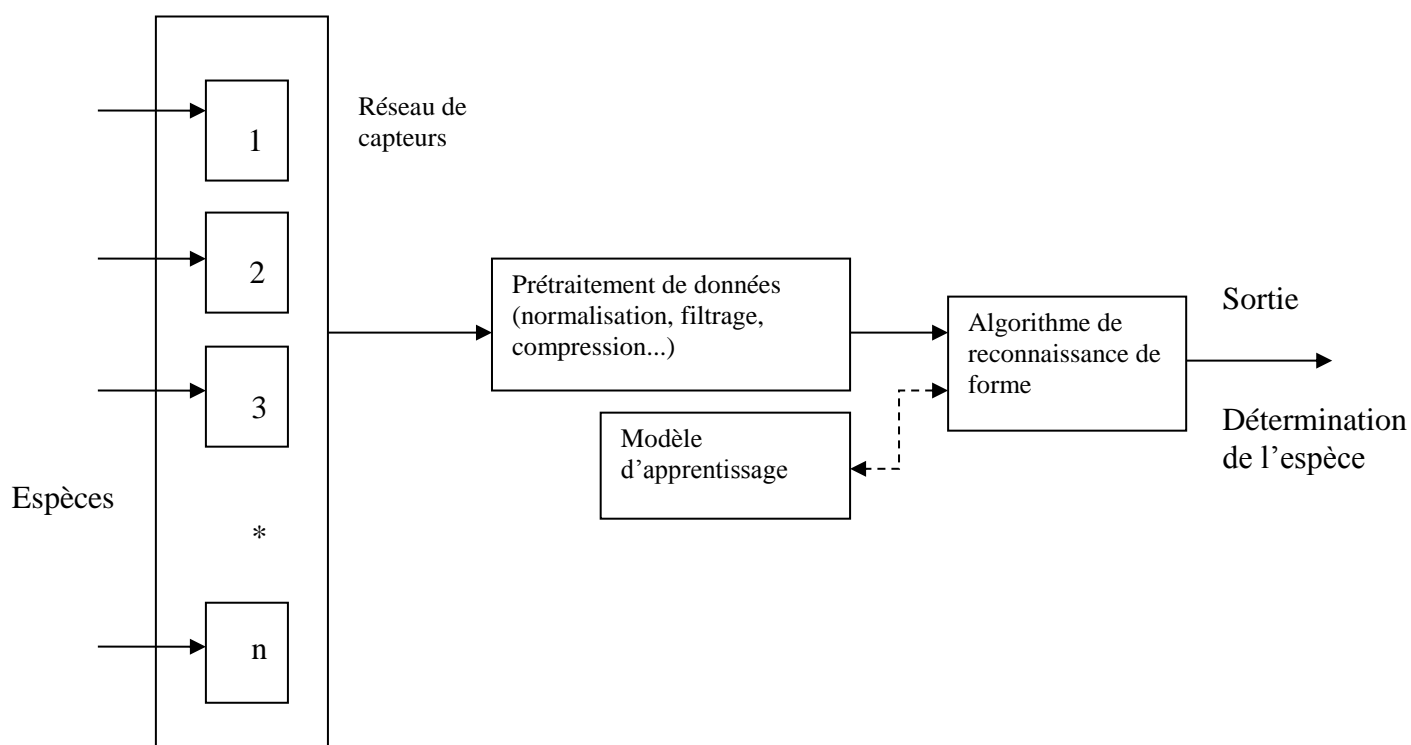 Réseau de
capteurs
1
2
3
*
n
Espèces
Prétraitement de données
(normalisation, filtrage,
compression...)
Modèle
d’apprentissage
Algorithme de
reconnaissance de
forme
Sortie
Détermination
de l’espèce